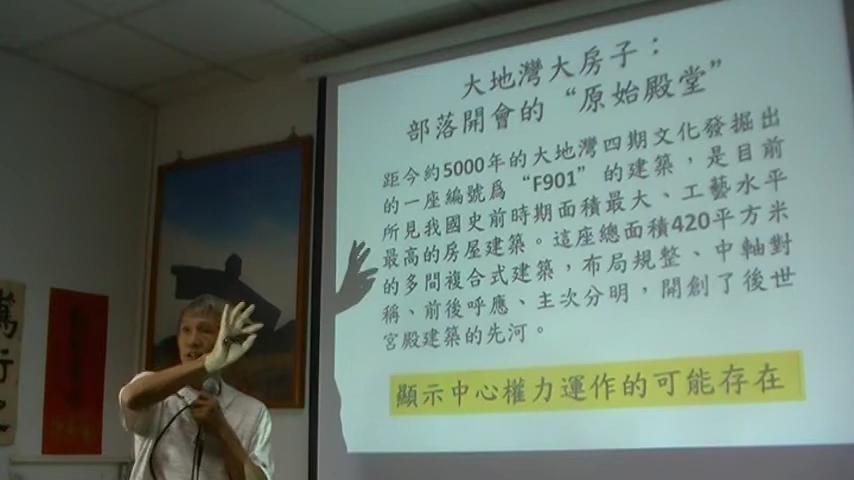 大地灣大房子：
部落開會的“原始殿堂”
距今約5000年的大地灣四期文化發掘出
的一座編號爲“F901”的建築，是目前
所見我國史前時期面積最大、工藝水平
最高的房屋建築。這座總面積420平方米
的多間複合式建築，布局規整、中軸對
稱、前後呼應、主次分明，開創了後世
宮殿建築的先河。
顯示中心權力運作的可能存在